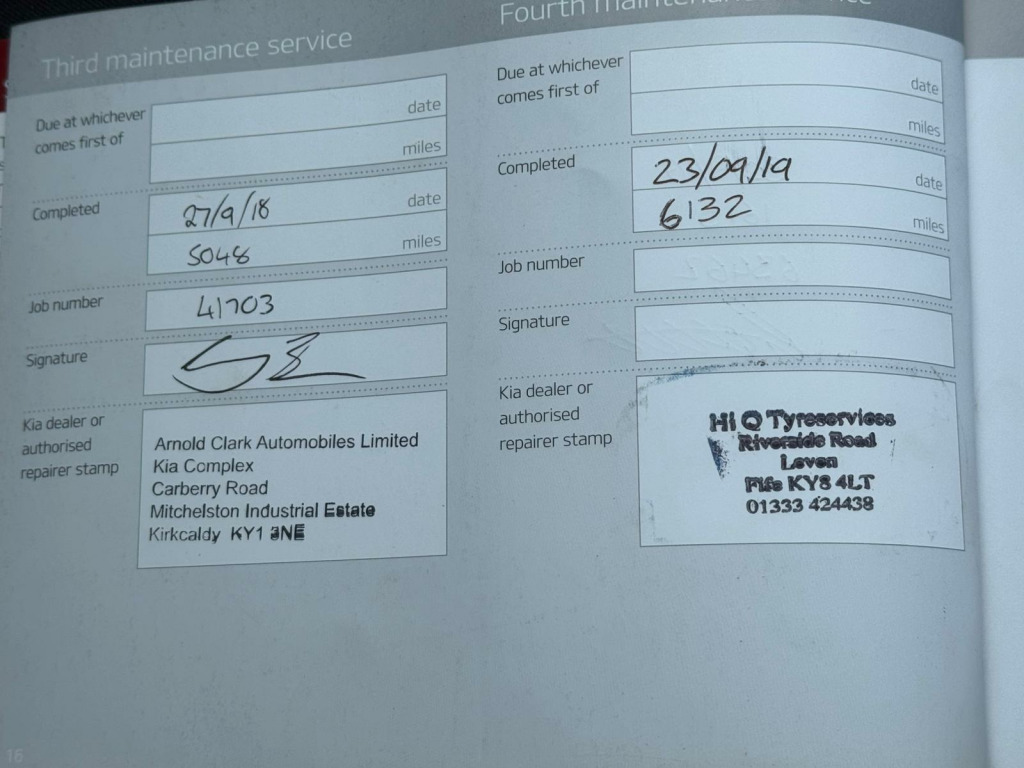 Third maintenance service
Due at whichever
comes first of
date
miles
Completed
27/9/18
date
5048
miles
Job number
41703
Signature
Kia dealer or
authorised
repairer stamp
Arnold Clark Automobiles Limited
Kia Complex
Carberry Road
Mitchelston Industrial Estate
Kirkcaldy KY1 3NE
16
Fourth maintenance service
Due at whichever
comes first of
date
miles
Completed
23/09/19
date
6132
miles
Job number
Signature
Kia dealer or
authorised
repairer stamp
Hi Q Tyreservices
Riverside Road
Leven
Fife KY8 4LT
01333 424438